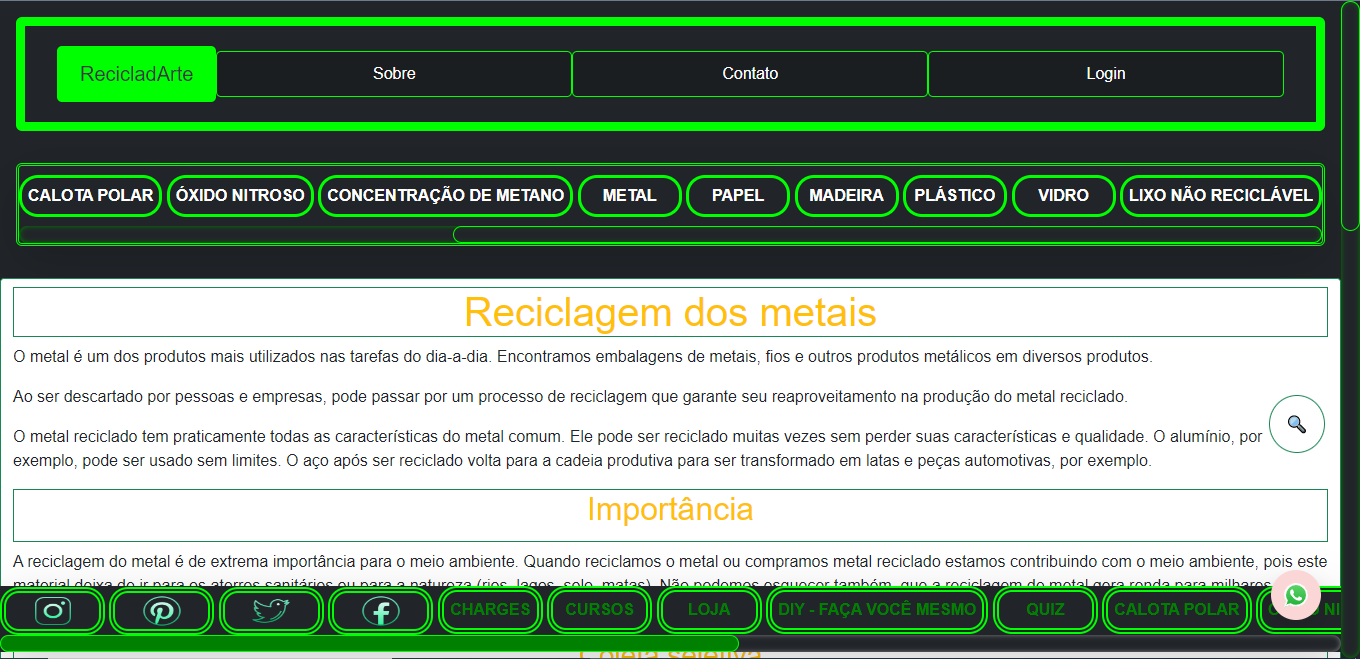 RecicladArte
Sobre
Contato
Login
CALOTA POLAR
ÓXIDO NITROSO
CONCENTRAÇÃO DE METANO
METAL
PAPEL
MADEIRA
PLÁSTICO
VIDRO
LIXO NÃO RECICLÁVEL
Reciclagem dos metais
O metal é um dos produtos mais utilizados nas tarefas do dia-a-dia. Encontramos embalagens de metais, fios e outros produtos metálicos em diversos produtos.
Ao ser descartado por pessoas e empresas, pode passar por um processo de reciclagem que garante seu reaproveitamento na produção do metal reciclado.
O metal reciclado tem praticamente todas as características do metal comum. Ele pode ser reciclado muitas vezes sem perder suas características e qualidade. O alumínio, por
exemplo, pode ser usado sem limites. O aço após ser reciclado volta para a cadeia produtiva para ser transformado em latas e peças automotivas, por exemplo.
Importância
A reciclagem do metal é de extrema importância para o meio ambiente. Quando reciclamos o metal ou compramos metal reciclado estamos contribuindo com o meio ambiente, pois este
material deixa de ir para os aterros sanitários ou para a natureza (rios, lagos, solo, matas). Não podemos esquecer também, que a reciclagem do metal gera renda para milhares
CHARGES
CURSOS
LOJA
DIY - FAÇA VOCÊ MESMO
QUIZ
CALOTA POLAR
Coleta seletiva